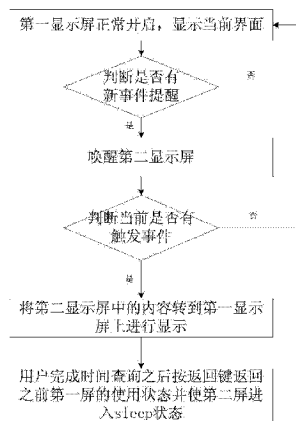 第一显示屏正常开启，显示当前界面
判断是否有
新事件提醒
否
是
唤醒第二显示屏
判断当前是否有
触发事件
否
是
将第二显示屏中的内容转到第一显示
屏上进行显示
用户完成时间查询之后按返回键返回
之前第一屏的使用状态并使第二屏进
入sleep状态